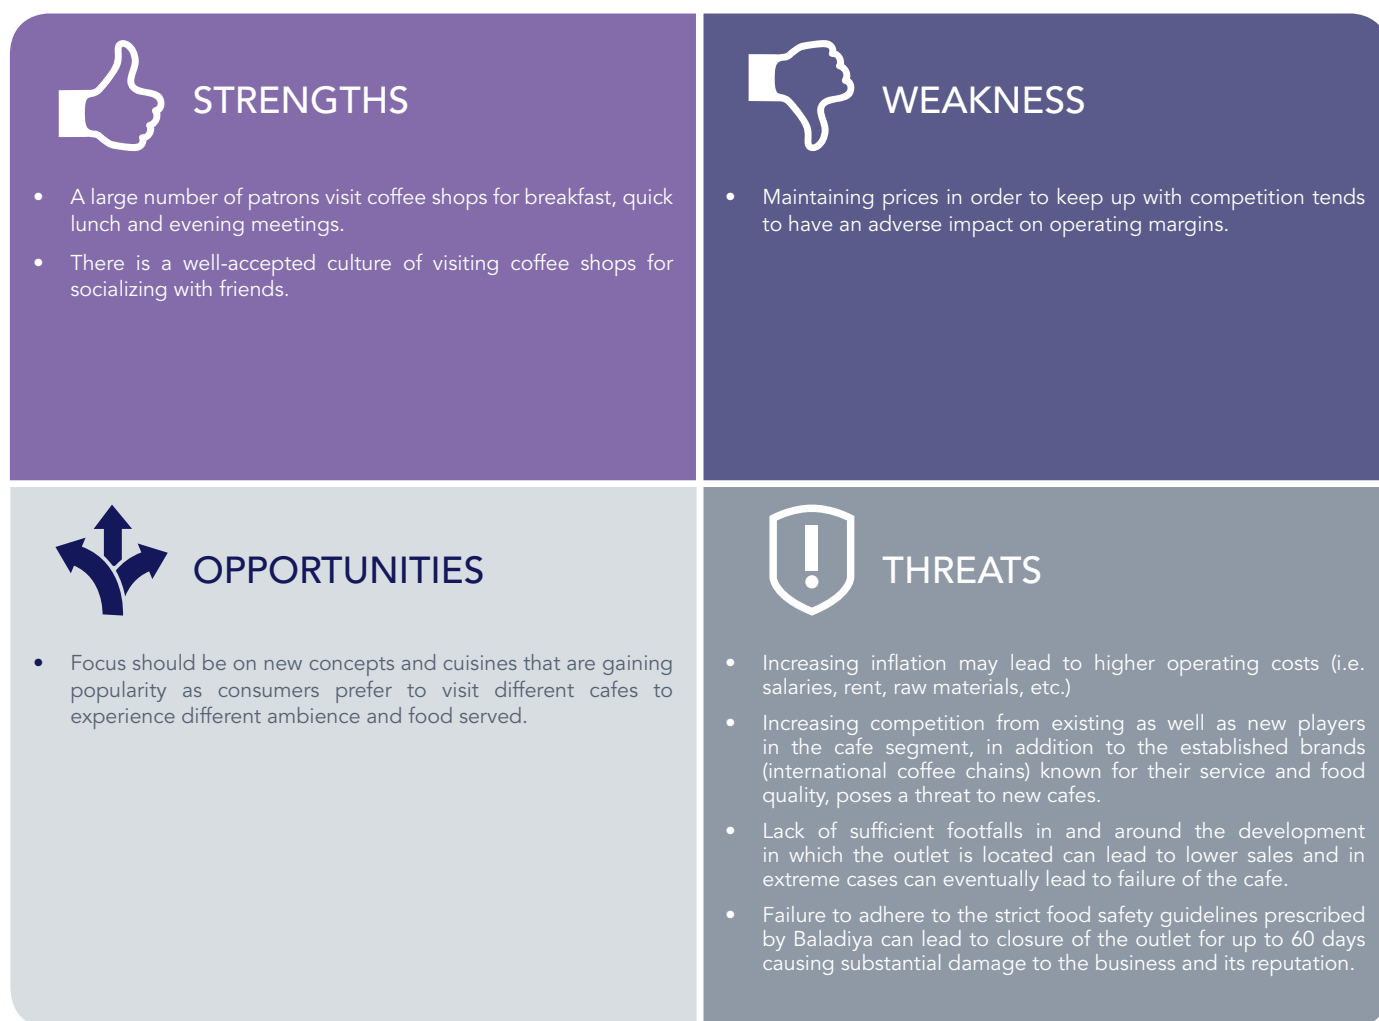 STRENGTHS
• A large number of patrons visit coffee shops for breakfast, quick
lunch and evening meetings.
• There is a well-accepted culture of visiting coffee shops for
socializing with friends.
WEAKNESS
• Maintaining prices in order to keep up with competition tends
to have an adverse impact on operating margins.
OPPORTUNITIES
• Focus should be on new concepts and cuisines that are gaining
popularity as consumers prefer to visit different cafes to
experience different ambience and food served.
THREATS
• Increasing inflation may lead to higher operating costs (i.e.
salaries, rent, raw materials, etc.)
• Increasing competition from existing as well as new players
in the cafe segment, in addition to the established brands
(international coffee chains) known for their service and food
quality, poses a threat to new cafes.
• Lack of sufficient footfalls in and around the development
in which the outlet is located can lead to lower sales and in
extreme cases can eventually lead to failure of the cafe.
• Failure to adhere to the strict food safety guidelines prescribed
by Baladiya can lead to closure of the outlet for up to 60 days
causing substantial damage to the business and its reputation.